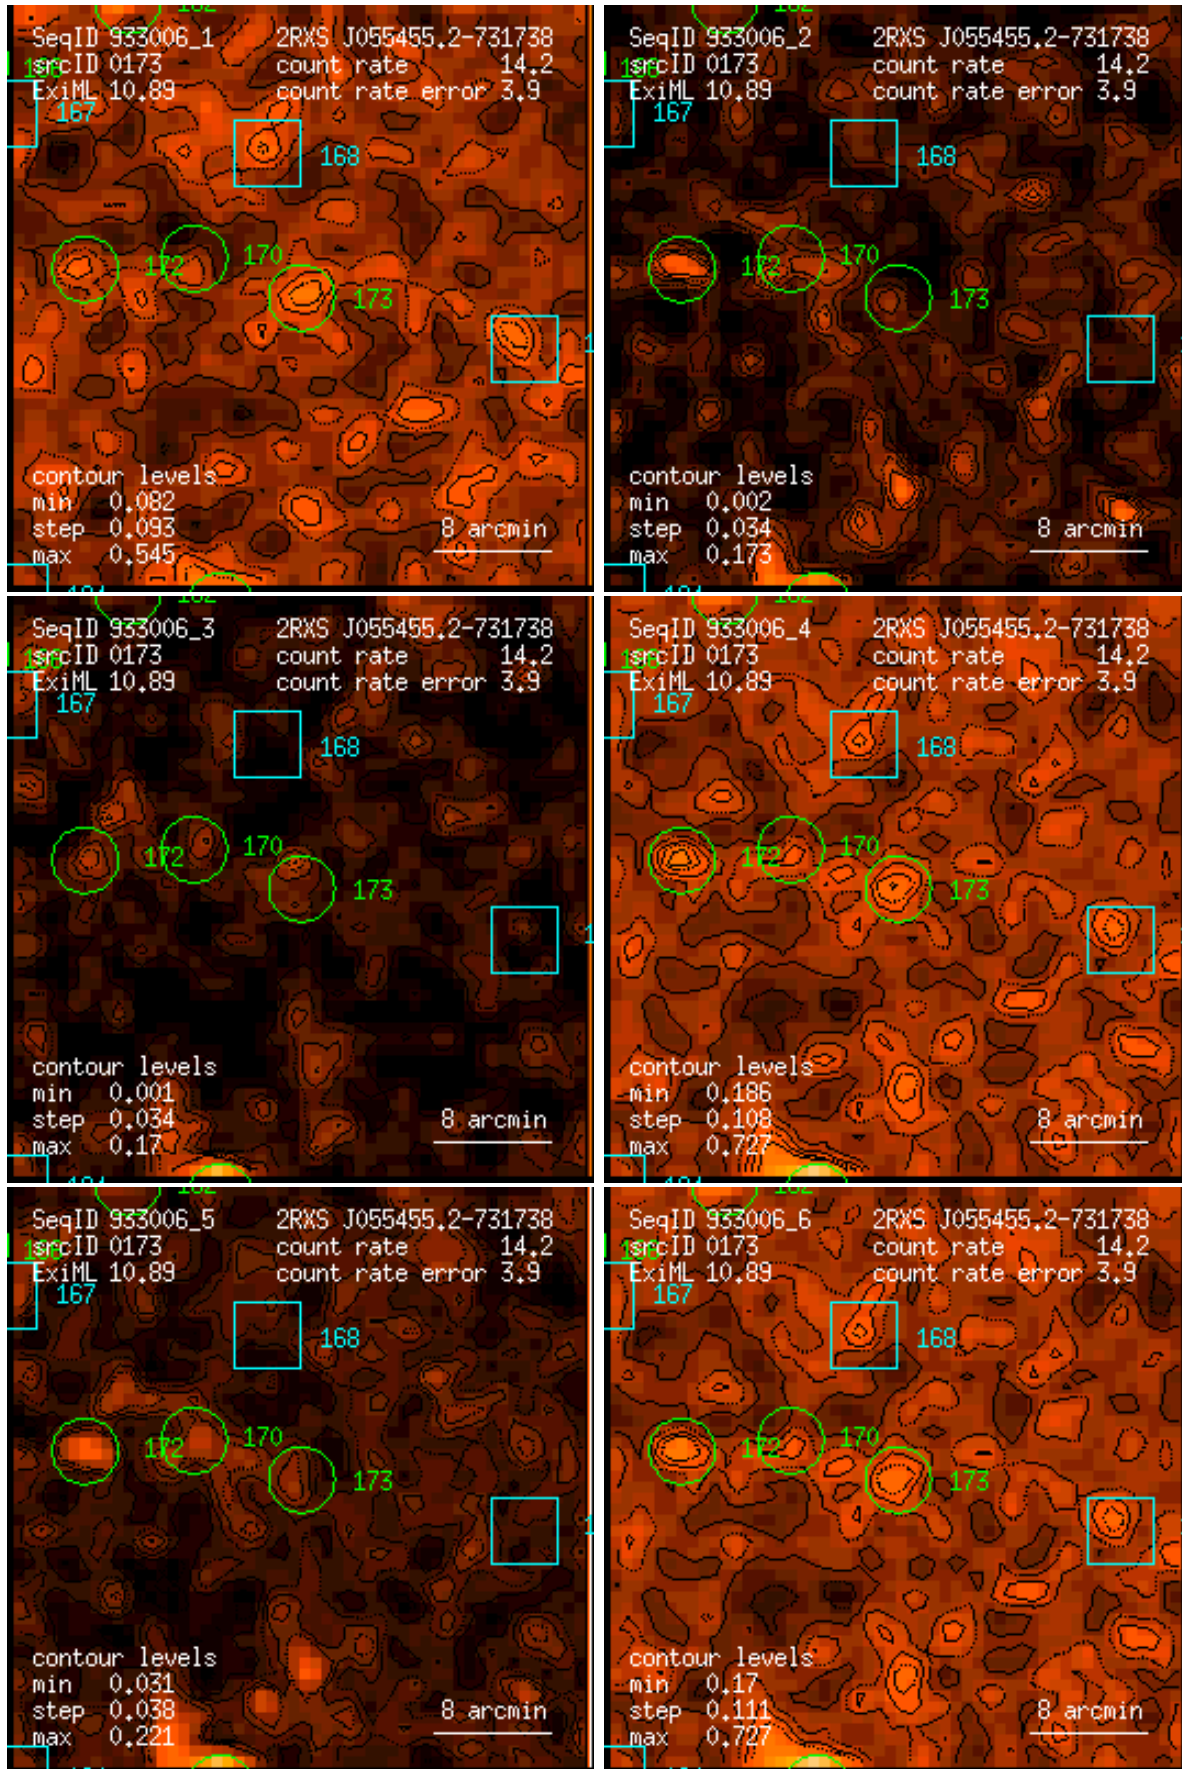 162
SeqID 933006_1 2RXS J055455.2-731738
198
srcID 0173 count rate 14.2
ExiML 10.89 count rate error 3.9
167
168
172 170
173
1
contour levels
min 0.082
step 0.093 8 arcmin
max 0.545
SeqID 933006_2 2RXS J055455.2-731738
srcID 0173 count rate 14.2
ExiML 10.89 count rate error 3.9
167
168
172 170
173
contour levels
min 0.002
step 0.034 8 arcmin
max 0.173
162
SeqID 933006_3 2RXS J055455.2-731738
srcID 0173 count rate 14.2
ExiML 10.89 count rate error 3.9
167
168
172 170
173
1
contour levels
min 0.001
step 0.034 8 arcmin
max 0.17
162
SeqID 933006_4 2RXS J055455.2-731738
srcID 0173 count rate 14.2
ExiML 10.89 count rate error 3.9
167
168
172 170
173
contour levels
min 0.186
step 0.108 8 arcmin
max 0.727
162
SeqID 933006_5 2RXS J055455.2-731738
srcID 0173 count rate 14.2
ExiML 10.89 count rate error 3.9
167
168
172 170
173
1
contour levels
min 0.031
step 0.038 8 arcmin
max 0.221
162
SeqID 933006_6 2RXS J055455.2-731738
srcID 0173 count rate 14.2
ExiML 10.89 count rate error 3.9
167
168
172 170
173
contour levels
min 0.17
step 0.111 8 arcmin
max 0.727